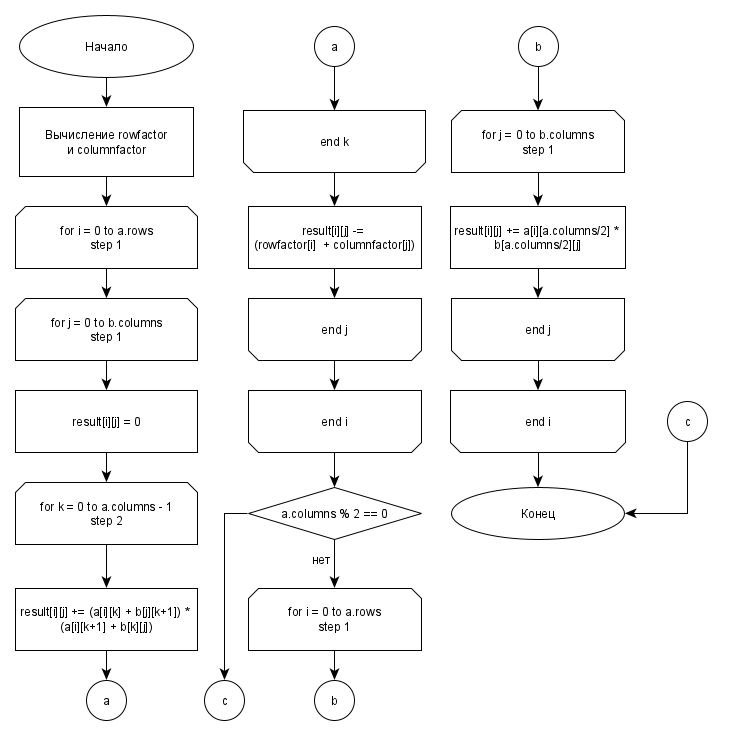 Начало
Вычисление rowfactor
и columnfactor
for i = 0 to a.rows
step 1
for j = 0 to b.columns
step 1
result[i][j] = 0
for k = 0 to a.columns - 1
step 2
result[i][j] += (a[i][k] + b[j][k+1]) *
(a[i][k+1] + b[k][j])
a
a
end k
result[i][j] -=
(rowfactor[i] + columnfactor[j])
end j
end i
a.columns % 2 == 0
нет
for i = 0 to a.rows
step 1
c
b
b
for j = 0 to b.columns
step 1
result[i][j] += a[i][a.columns/2] *
b[a.columns/2][j]
end j
end i
Конец
c